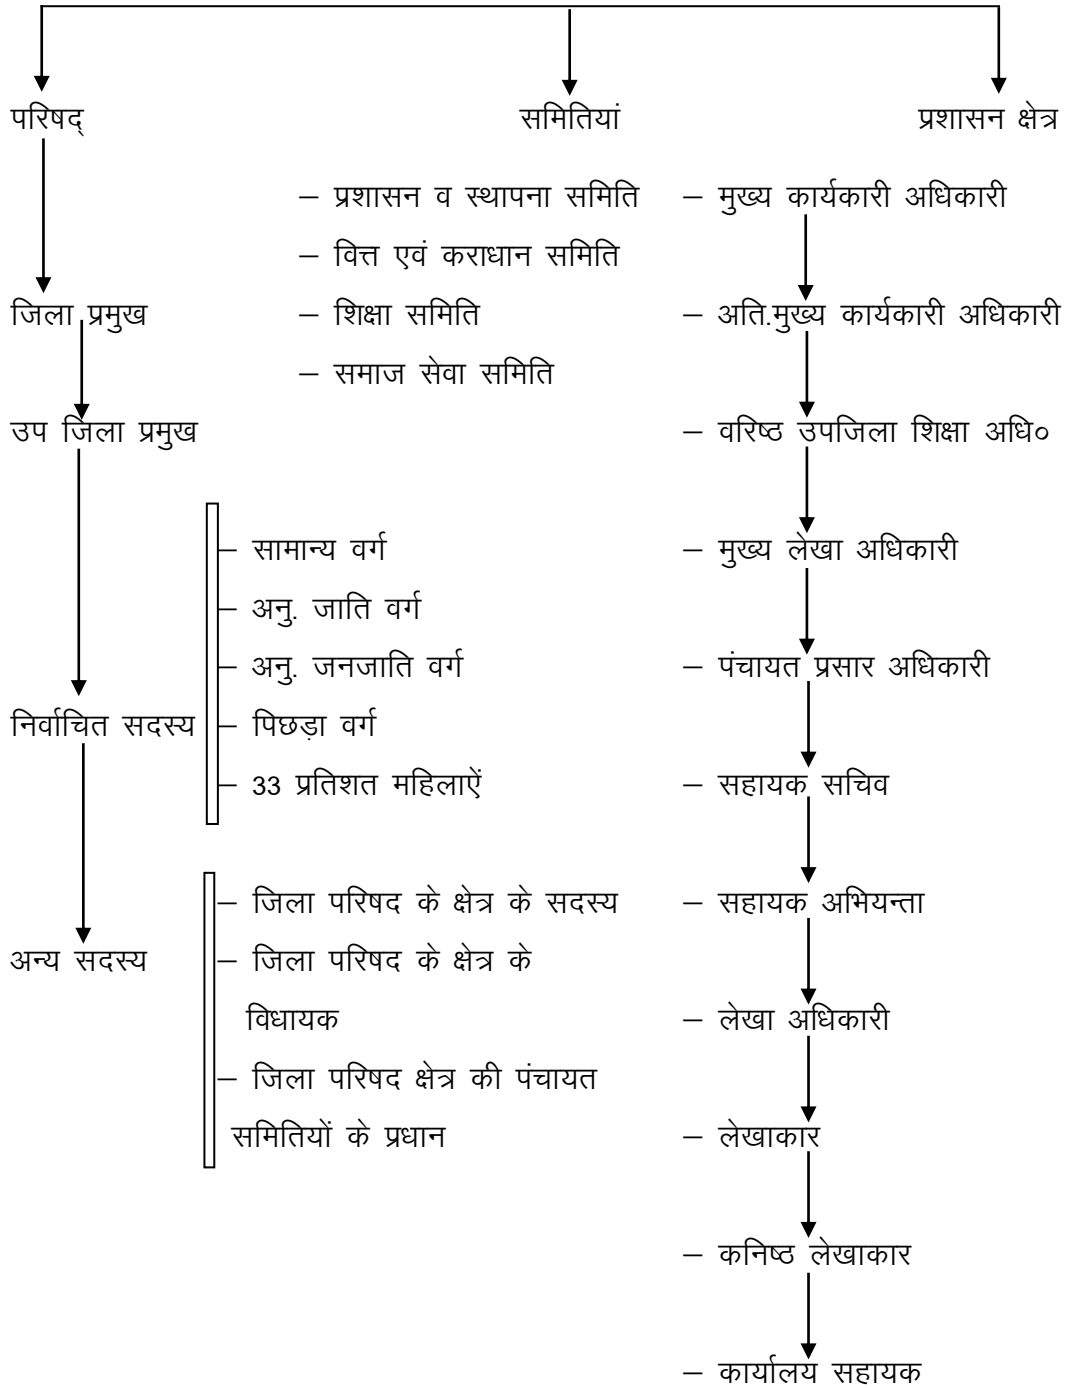 परिषद्
समितियां
प्रशासन क्षेत्र
– प्रशासन व स्थापना समिति
– मुख्य कार्यकारी अधिकारी
– वित्त एवं कराधान समिति
जिला प्रमुख
– शिक्षा समिति
– अति.मुख्य कार्यकारी अधिकारी
– समाज सेवा समिति
उप जिला प्रमुख
– वरिष्ठ उपजिला शिक्षा अधि०
– सामान्य वर्ग
– मुख्य लेखा अधिकारी
– अनु. जाति वर्ग
– अनु. जनजाति वर्ग
– पंचायत प्रसार अधिकारी
निर्वाचित सदस्य
– पिछड़ा वर्ग
– 33 प्रतिशत महिलाऐं
– सहायक सचिव
– जिला परिषद के क्षेत्र के सदस्य
– सहायक अभियन्ता
अन्य सदस्य
– जिला परिषद के क्षेत्र के
विधायक
– लेखा अधिकारी
– जिला परिषद क्षेत्र की पंचायत
समितियों के प्रधान
– लेखाकार
– कनिष्ठ लेखाकार
– कार्यालय सहायक